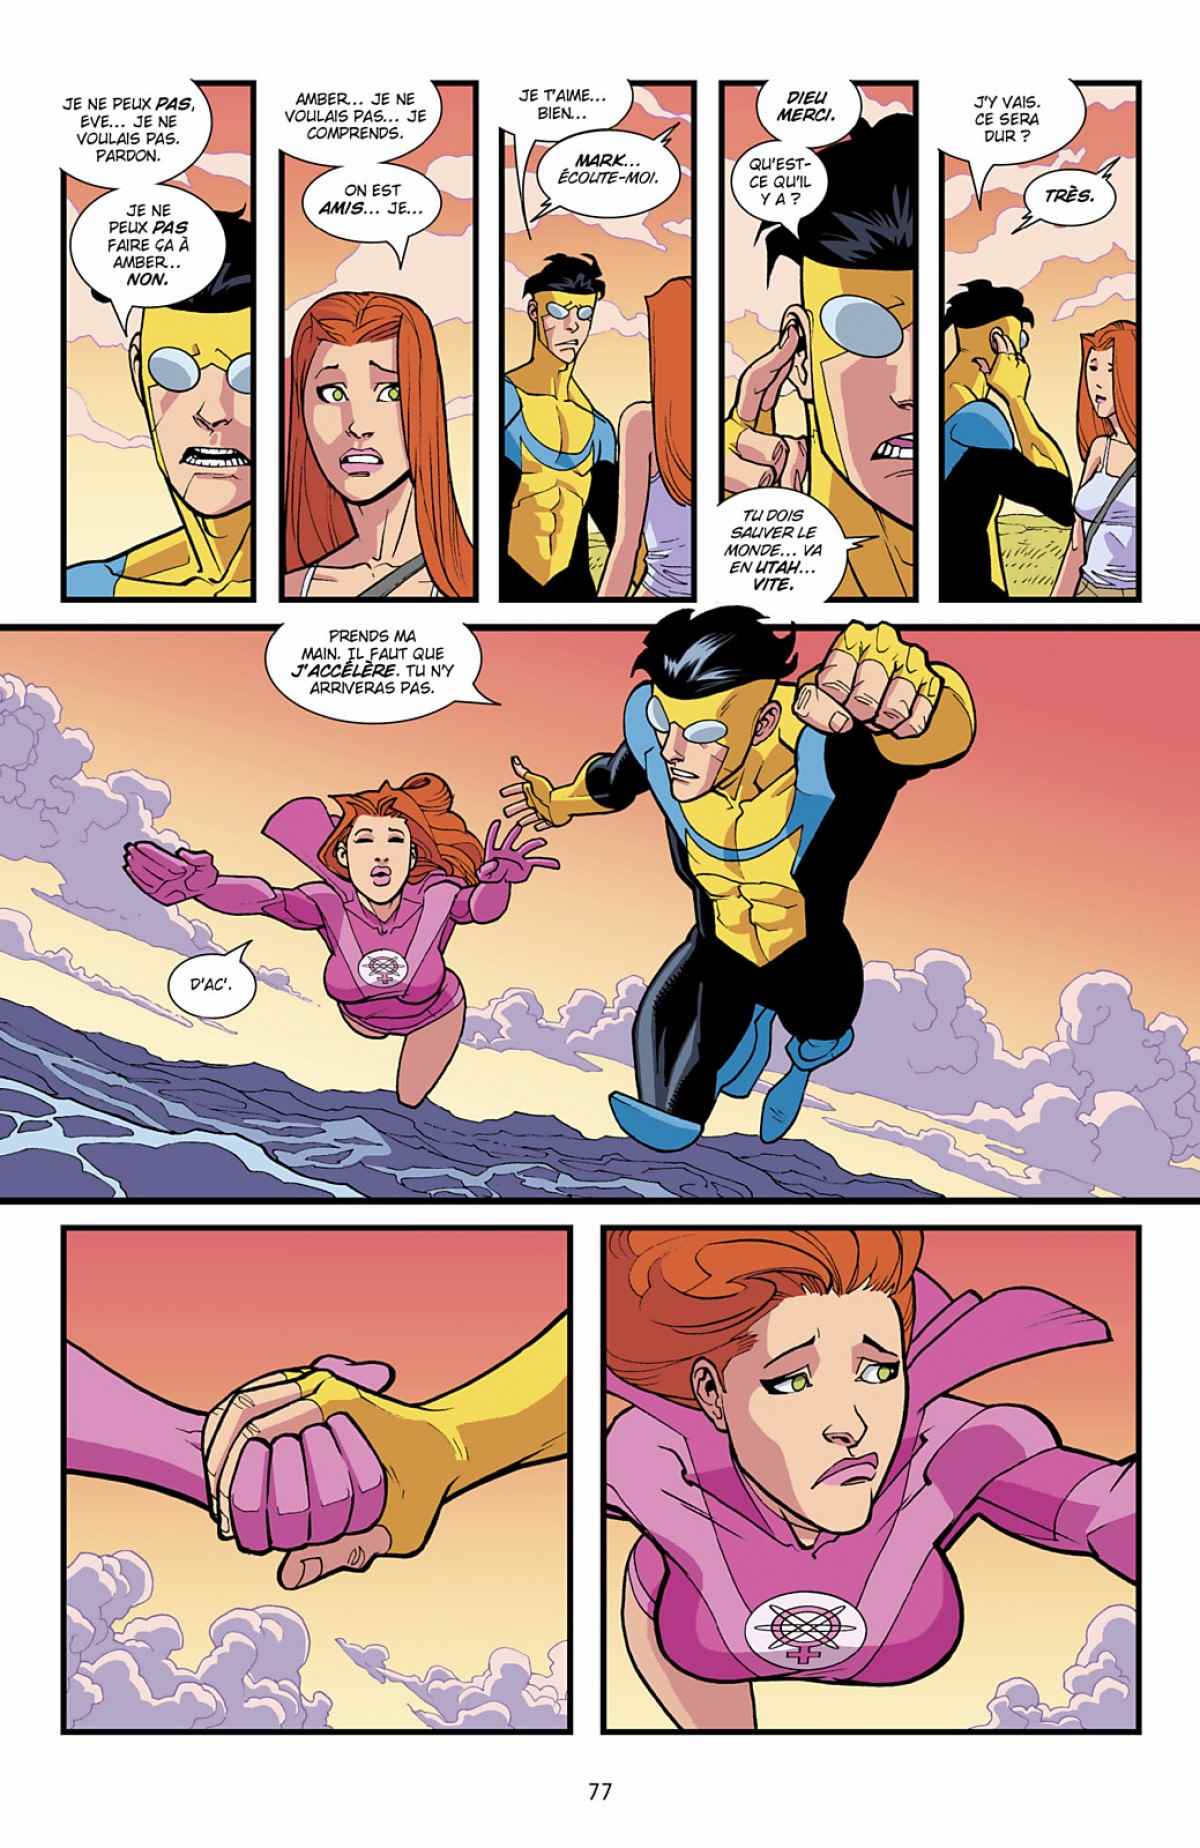 JE NE PEUX PAS,
EVE... JE NE
VOULAIS PAS.
PARDON.
JE NE
PEUX PAS
FAIRE ÇA À
AMBER...
NON.
AMBER... JE NE
VOULAIS PAS... JE
COMPRENDS.
ON EST
AMIS... JE...
JE T'AIME...
BIEN...
MARK...
ÉCOUTE-MOI.
DIEU
MERCI.
QU'EST-
CE QU'IL
Y A ?
TU DOIS
SAUVER LE
MONDE... VA
EN UTAH...
VITE.
J'Y VAIS.
CE SERA
DUR ?
TRÈS.
PRENDS MA
MAIN. IL FAUT QUE
J'ACCÉLÈRE. TU N'Y
ARRIVERAS PAS.
D'AC'.
77